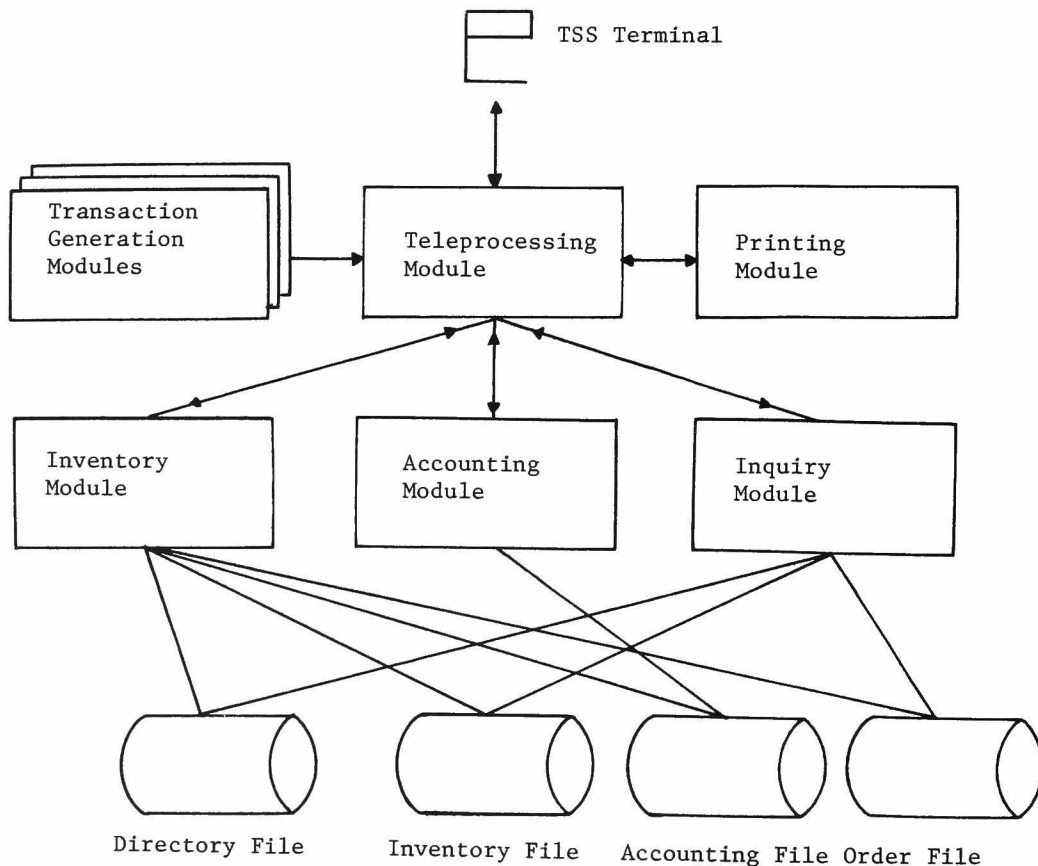 TSS Terminal
Transaction
Generation
Modules
Teleprocessing
Module
Printing
Module
Inventory
Module
Accounting
Module
Inquiry
Module
Directory File
Inventory File
Accounting File
Order File